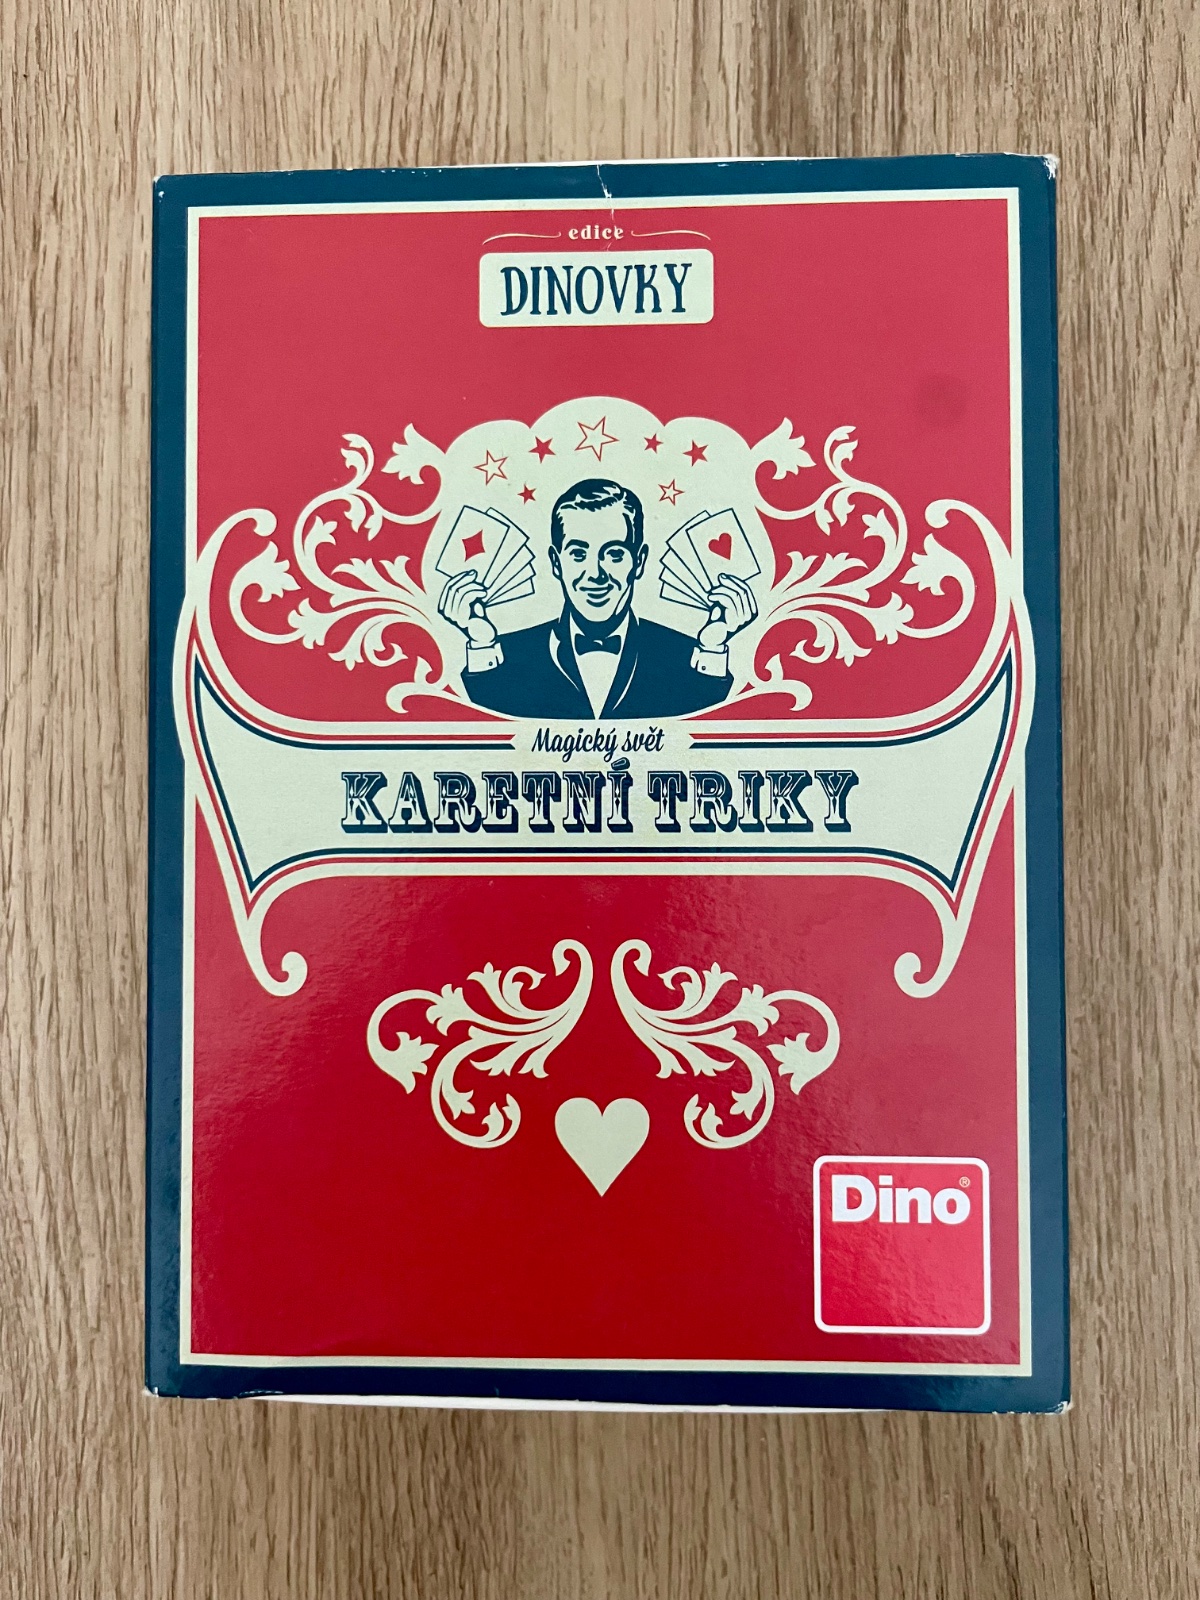 edice
DINOVKY
Magický svět
KARETNÍ TRIKY
Dino®